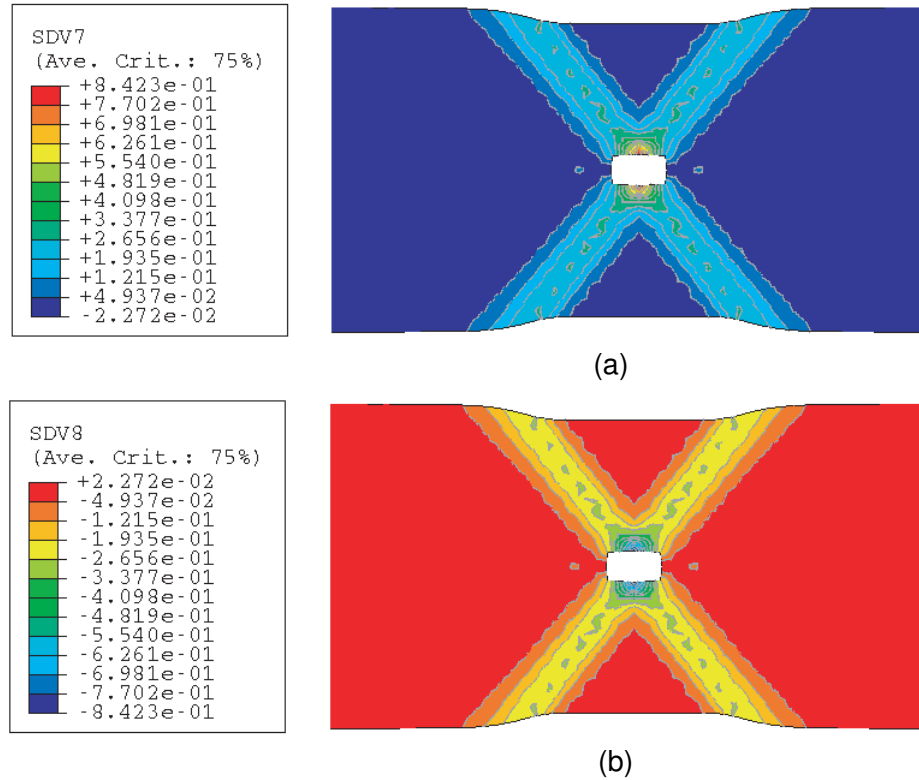 SDV7
(Ave. Crit.: 75%)
+8.423e-01
+7.702e-01
+6.981e-01
+6.261e-01
+5.540e-01
+4.819e-01
+4.098e-01
+3.377e-01
+2.656e-01
+1.935e-01
+1.215e-01
+4.937e-02
-2.272e-02
(a)
SDV8
(Ave. Crit.: 75%)
+2.272e-02
-4.937e-02
-1.215e-01
-1.935e-01
-2.656e-01
-3.377e-01
-4.098e-01
-4.819e-01
-5.540e-01
-6.261e-01
-6.981e-01
-7.702e-01
-8.423e-01
(b)